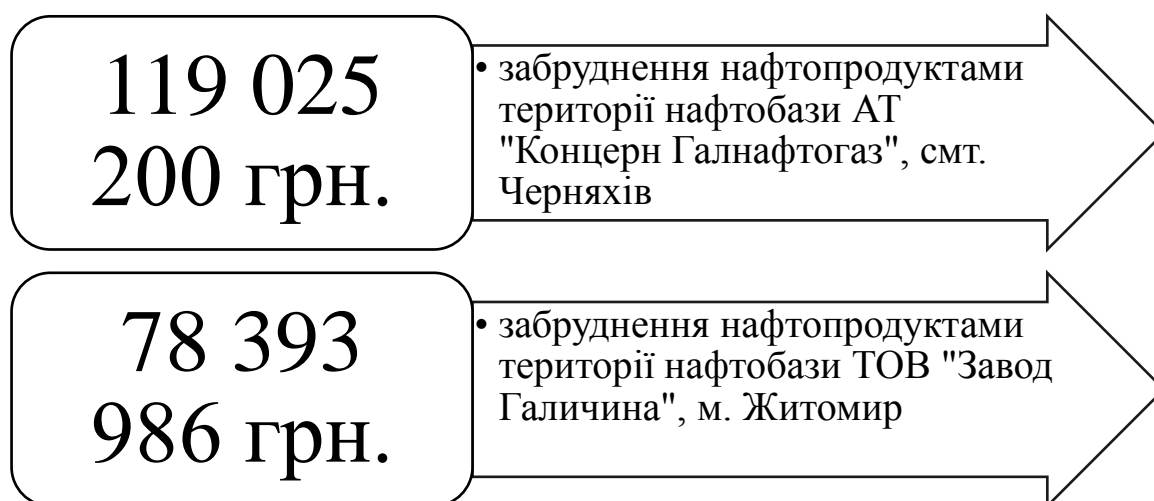 119 025
200 грн.
• забруднення нафтопродуктами
території нафтобази АТ
"Концерн Галнафтогаз", смт.
Черняхів
78 393
986 грн.
• забруднення нафтопродуктами
території нафтобази ТОВ "Завод
Галичина", м. Житомир